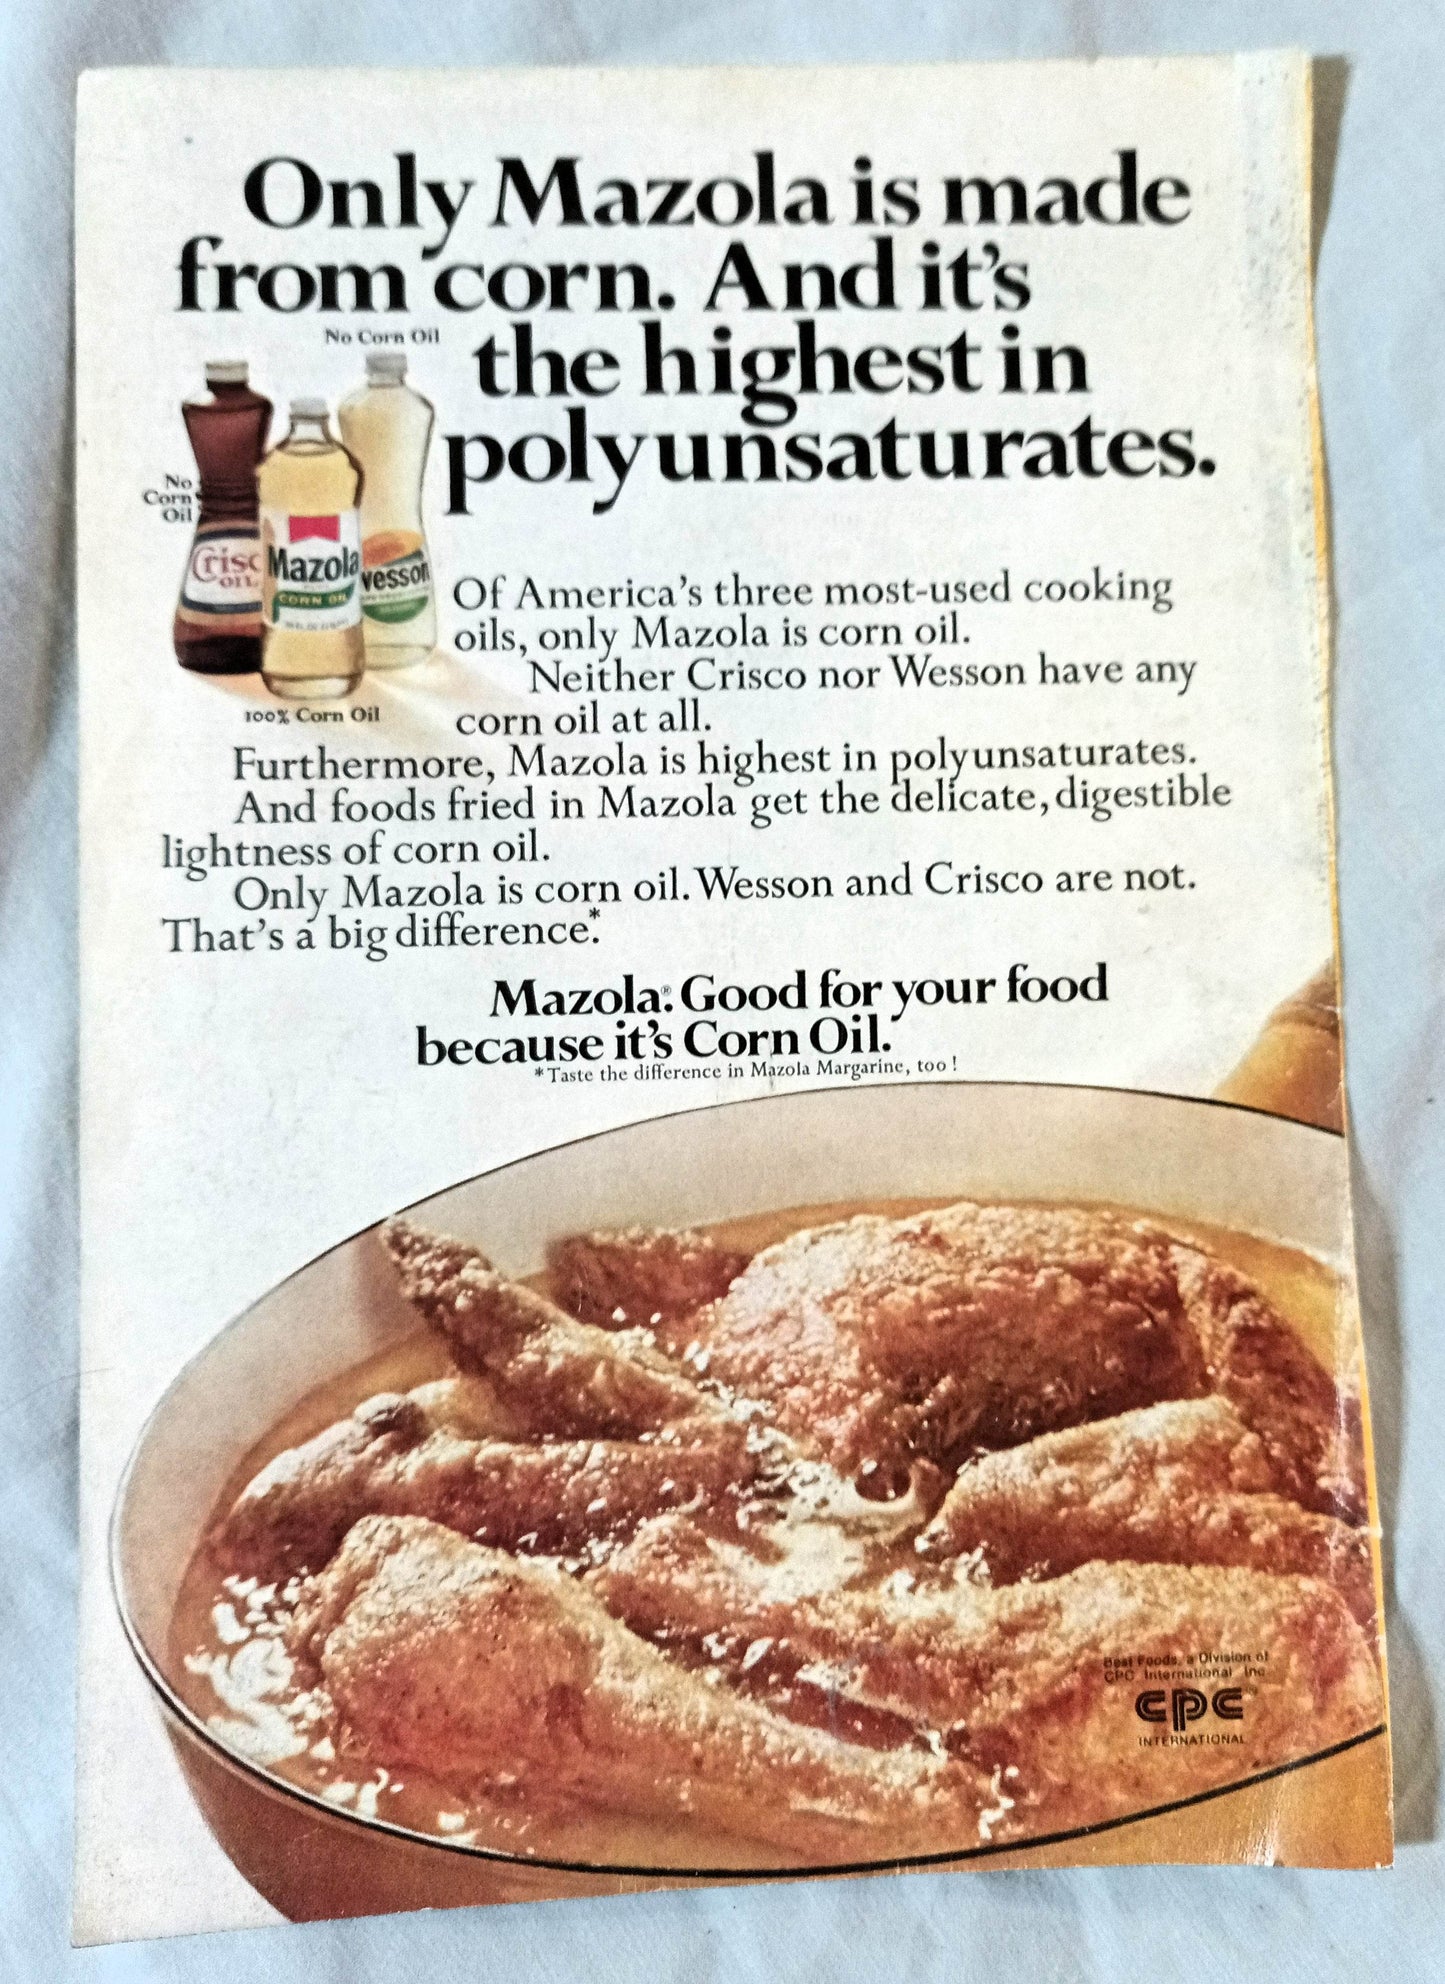 Only Mazola is made
from corn. And it's
the highest in
polyunsaturates.
No Corn Oil
No
Corn
Oil
Crisc
OIL
Mazola
CORN OIL
Wesson
100% Corn Oil
Of America's three most-used cooking
oils, only Mazola is corn oil.
Neither Crisco nor Wesson have any
corn oil at all.
Furthermore, Mazola is highest in polyunsaturates.
And foods fried in Mazola get the delicate, digestible
lightness of corn oil.
Only Mazola is corn oil. Wesson and Crisco are not.
That's a big difference.*
Mazola®. Good for your food
because it's Corn Oil.
*Taste the difference in Mazola Margarine, too!
Best Foods, a Division of
CPC International Inc.
CPC
INTERNATIONAL